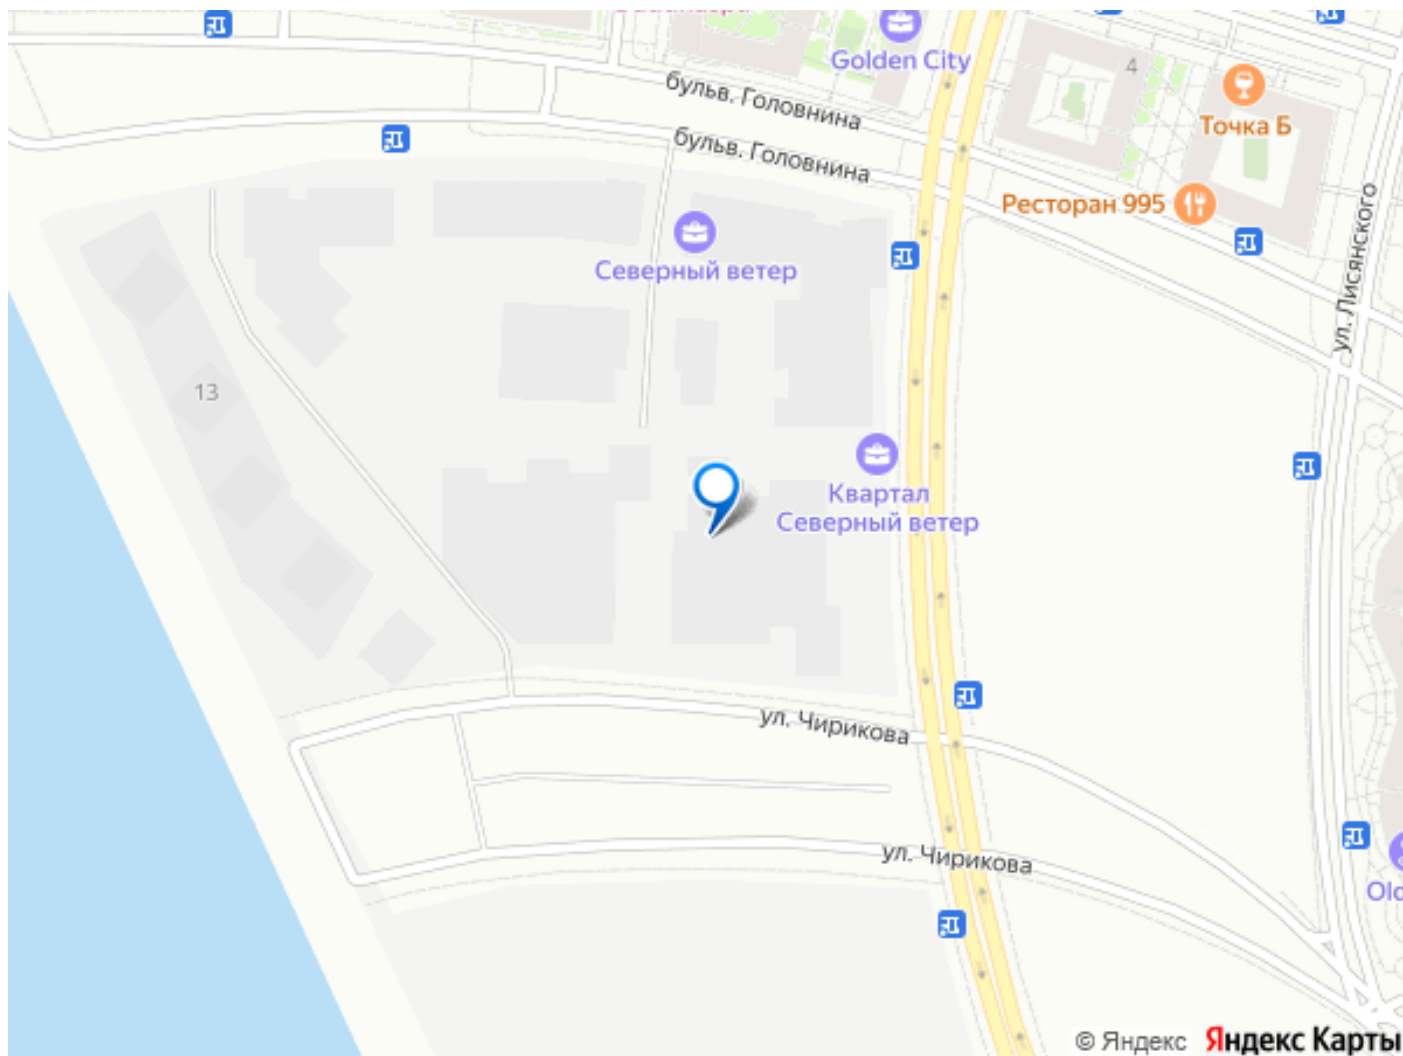 Golden City
4
бульв. Головнина
Точка Б
бульв. Головнина
Ресторан 995
ул. Лисянского
Северный ветер
13
Квартал
Северный ветер
ул. Чирикова
ул. Чирикова
Old
© Яндекс Яндекс Карты